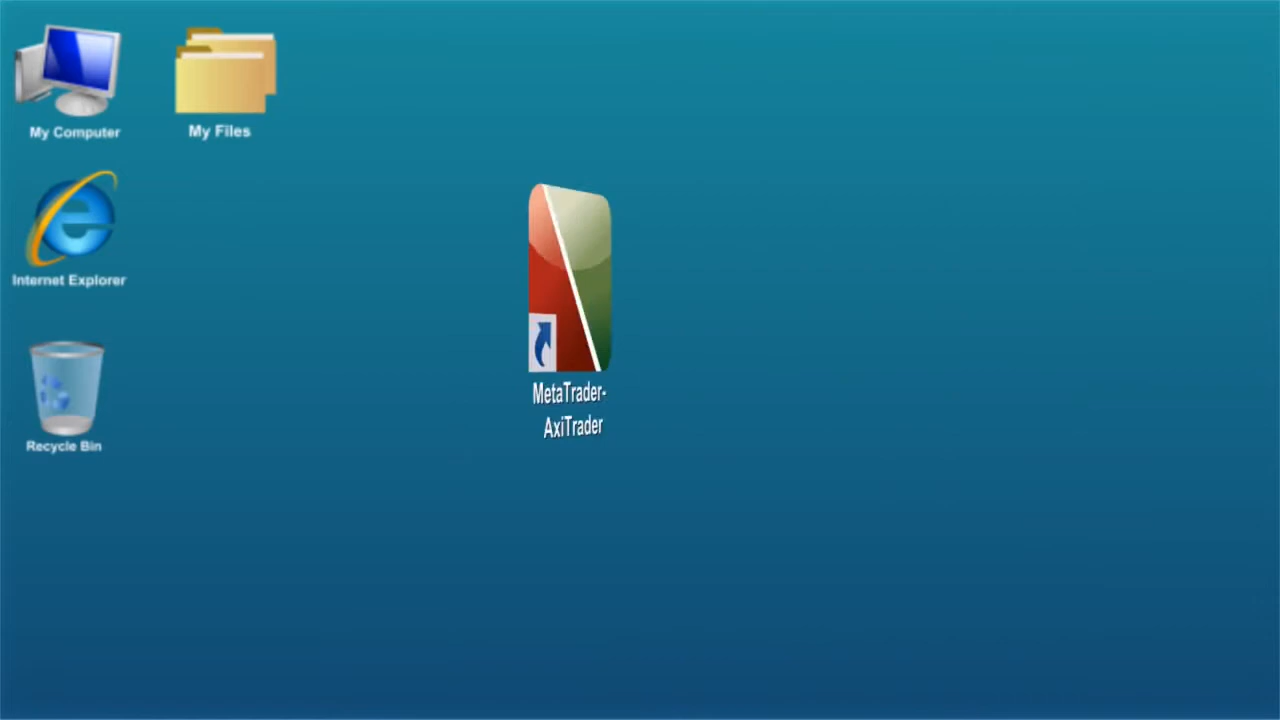 My Computer
My Files
Internet Explorer
MetaTrader-
AxiTrader
Recycle Bin